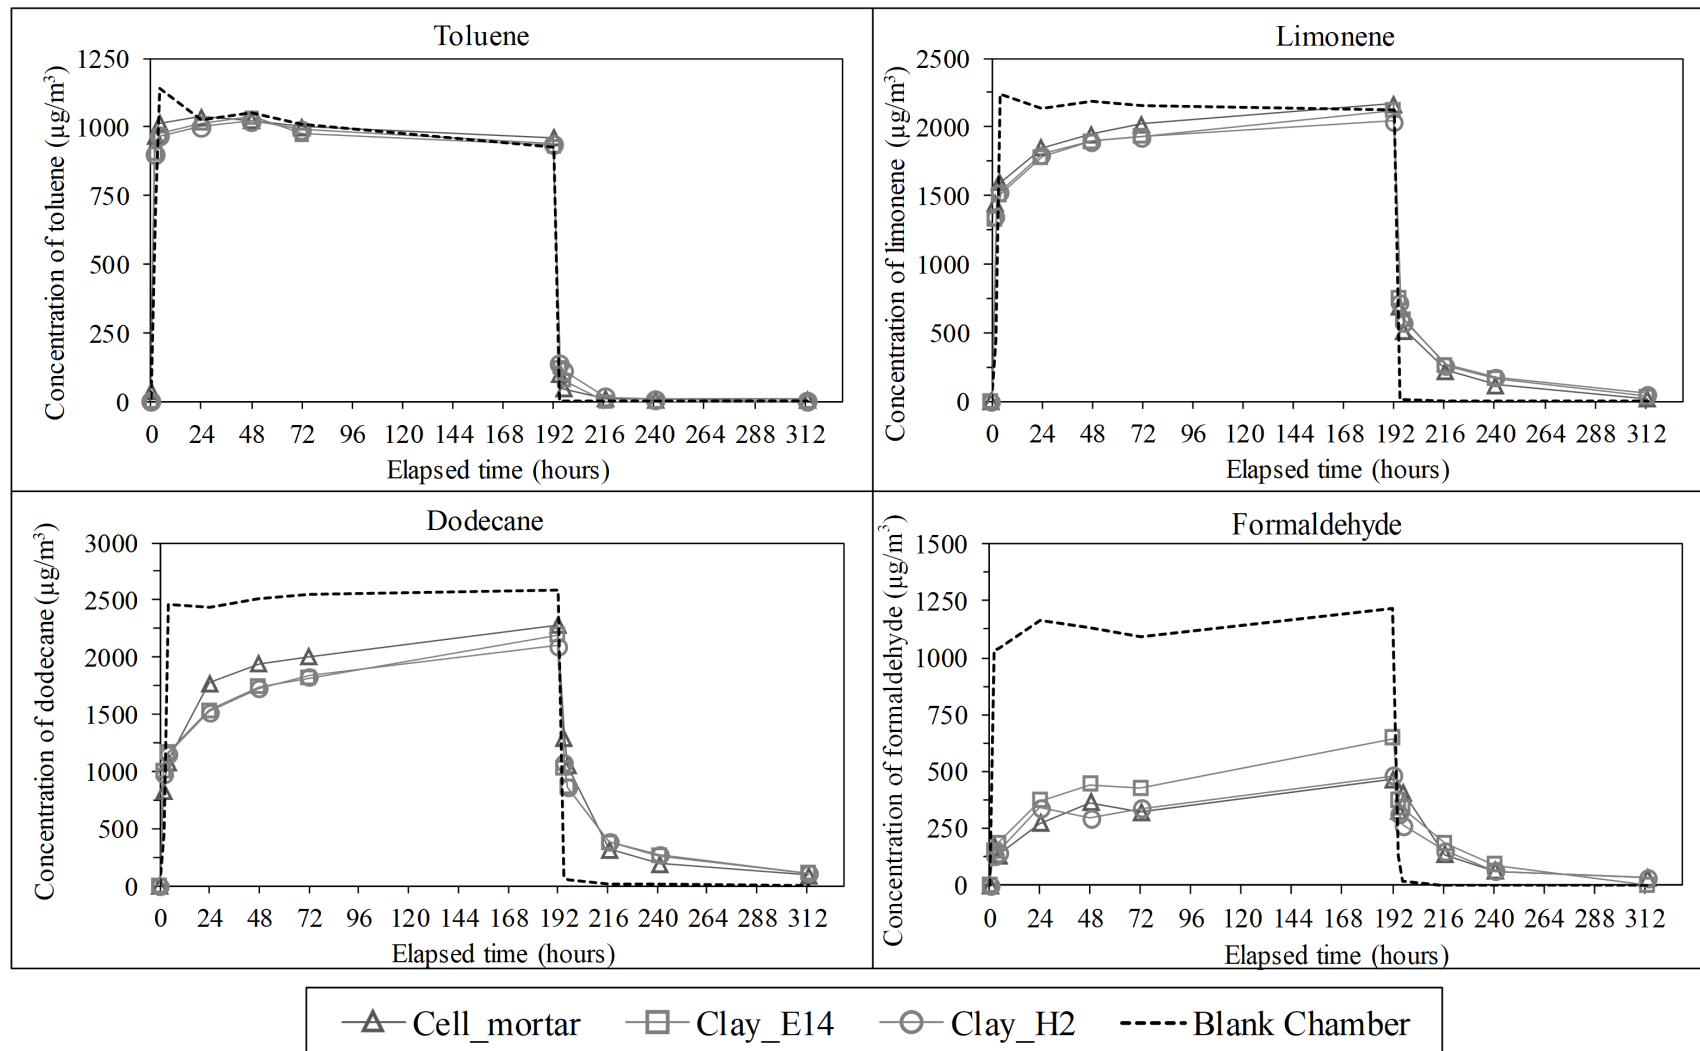 Toluene
Concentration of toluene (µg/m³)
1250
1000
750
500
250
0
0 24 48 72 96 120 144 168 192 216 240 264 288 312
Elapsed time (hours)
Limonene
Concentration of limonene (µg/m³)
2500
2000
1500
1000
500
0
0 24 48 72 96 120 144 168 192 216 240 264 288 312
Elapsed time (hours)
Dodecane
Concentration of dodecane (µg/m³)
3000
2500
2000
1500
1000
500
0
0 24 48 72 96 120 144 168 192 216 240 264 288 312
Elapsed time (hours)
Formaldehyde
Concentration of formaldehyde (µg/m³)
1500
1250
1000
750
500
250
0
0 24 48 72 96 120 144 168 192 216 240 264 288 312
Elapsed time (hours)
Cell_mortar Clay_E14 Clay_H2 Blank Chamber